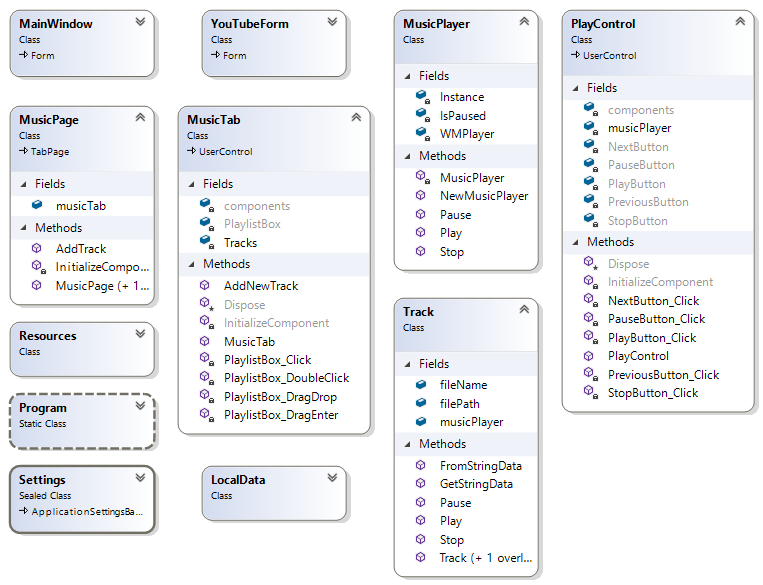 MainWindow
Class
Form
YouTubeForm
Class
Form
MusicPlayer
Class
Fields
Instance
IsPaused
WMPlayer
Methods
MusicPlayer
NewMusicPlayer
Pause
Play
Stop
PlayControl
Class
UserControl
Fields
components
musicPlayer
NextButton
PauseButton
PlayButton
PreviousButton
StopButton
Methods
Dispose
InitializeComponent
NextButton_Click
PauseButton_Click
PlayButton_Click
PlayControl
PreviousButton_Click
StopButton_Click
MusicPage
Class
TabPage
Fields
musicTab
Methods
AddTrack
InitializeCompo...
MusicPage (+ 1...
MusicTab
Class
UserControl
Fields
components
PlaylistBox
Tracks
Methods
AddNewTrack
Dispose
InitializeComponent
MusicTab
PlaylistBox_Click
PlaylistBox_DoubleClick
PlaylistBox_DragDrop
PlaylistBox_DragEnter
Track
Class
Fields
fileName
filePath
musicPlayer
Methods
FromStringData
GetStringData
Pause
Play
Stop
Track (+ 1 overl...
Resources
Class
Program
Static Class
Settings
Sealed Class
ApplicationSettingsBa...
LocalData
Class